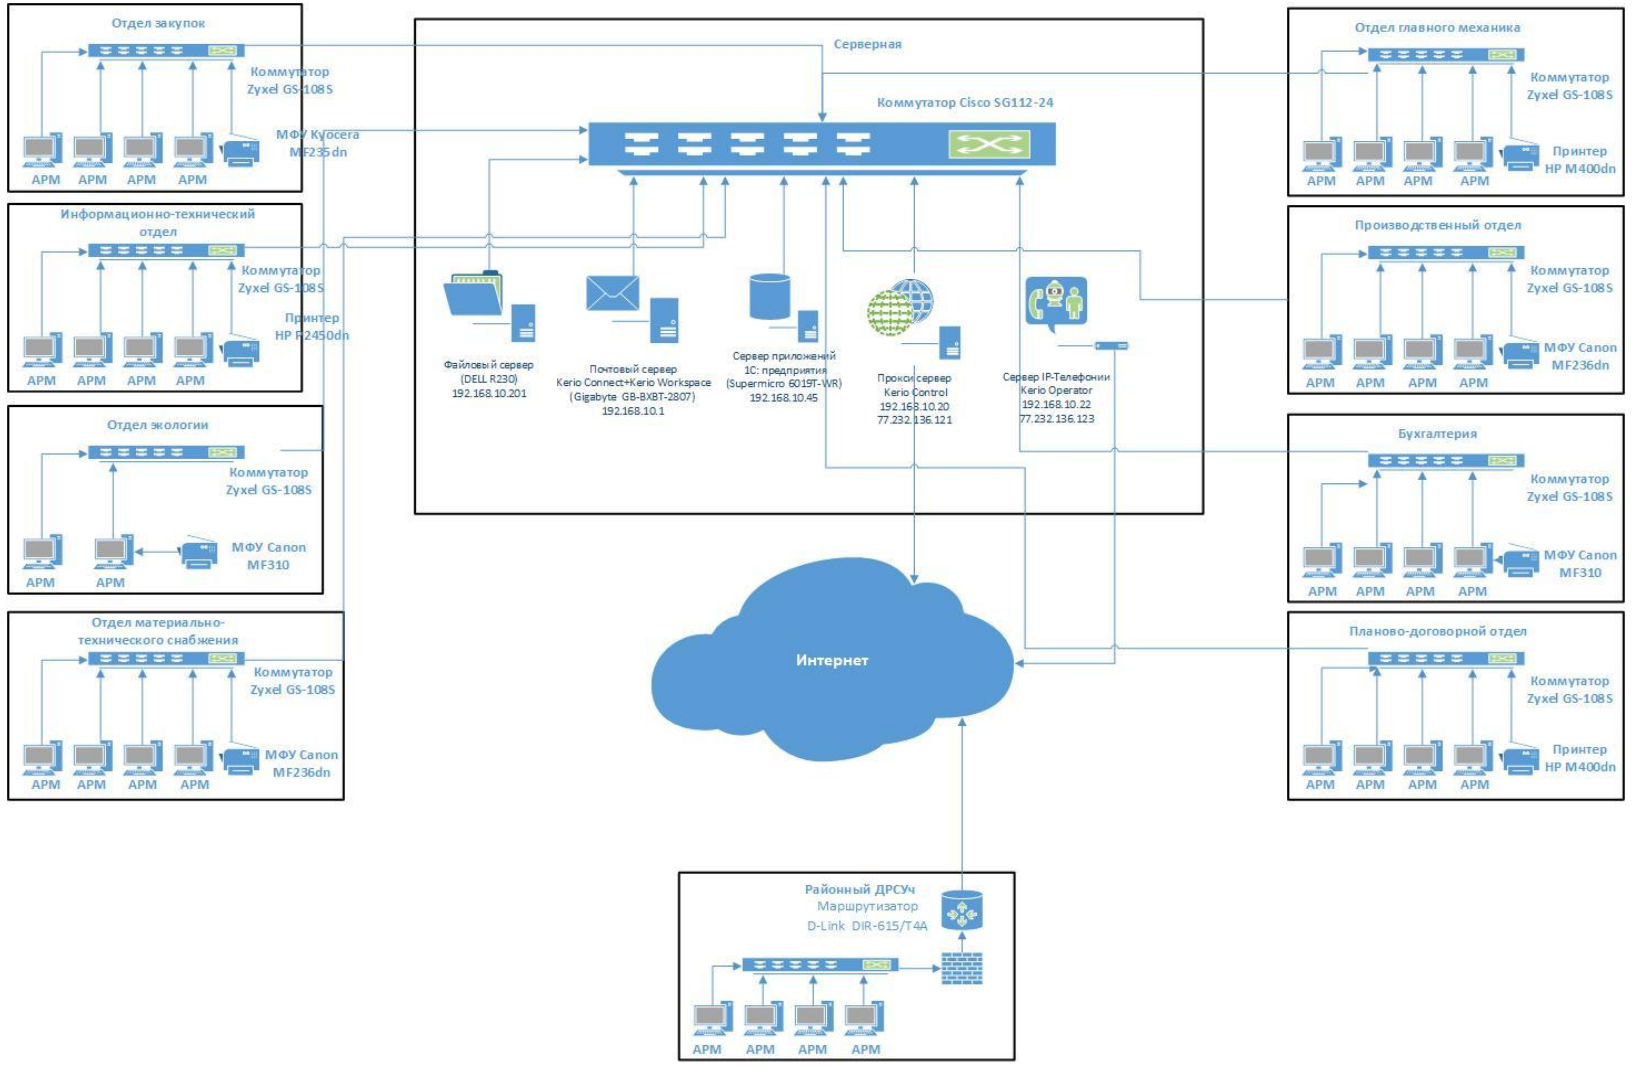 Отдел закупок
Коммутатор
Zyxel GS-108S
МФУ Kyocera
MF235dn
АРМ АРМ АРМ АРМ
Информационно-технический
отдел
Коммутатор
Zyxel GS-108S
Принтер
HP P2450dn
АРМ АРМ АРМ АРМ
Отдел экологии
Коммутатор
Zyxel GS-108S
МФУ Canon
MF310
АРМ АРМ
Отдел материально-
технического снабжения
Коммутатор
Zyxel GS-108S
МФУ Canon
MF236dn
АРМ АРМ АРМ АРМ
Серверная
Коммутатор Cisco SG112-24
Файловый сервер
(DELL R230)
192.168.10.201
Почтовый сервер
Kerio Connect+Kerio Workspace
(Gigabyte GB-BXBT-2807)
192.168.10.1
Сервер приложений
1С: предприятия
(Supermicro 6019T-WR)
192.168.10.45
Прокси сервер
Kerio Control
192.168.10.20
77.232.136.121
Сервер IP-Телефонии
Kerio Operator
192.168.10.22
77.232.136.123
Интернет
Районный ДРСУч
Маршрутизатор
D-Link DIR-615/T4A
АРМ АРМ АРМ АРМ
Отдел главного механика
Коммутатор
Zyxel GS-108S
Принтер
HP M400dn
АРМ АРМ АРМ АРМ
Производственный отдел
Коммутатор
Zyxel GS-108S
МФУ Canon
MF236dn
АРМ АРМ АРМ АРМ
Бухгалтерия
Коммутатор
Zyxel GS-108S
МФУ Canon
MF310
АРМ АРМ АРМ АРМ
Планово-договорной отдел
Коммутатор
Zyxel GS-108S
Принтер
HP M400dn
АРМ АРМ АРМ АРМ